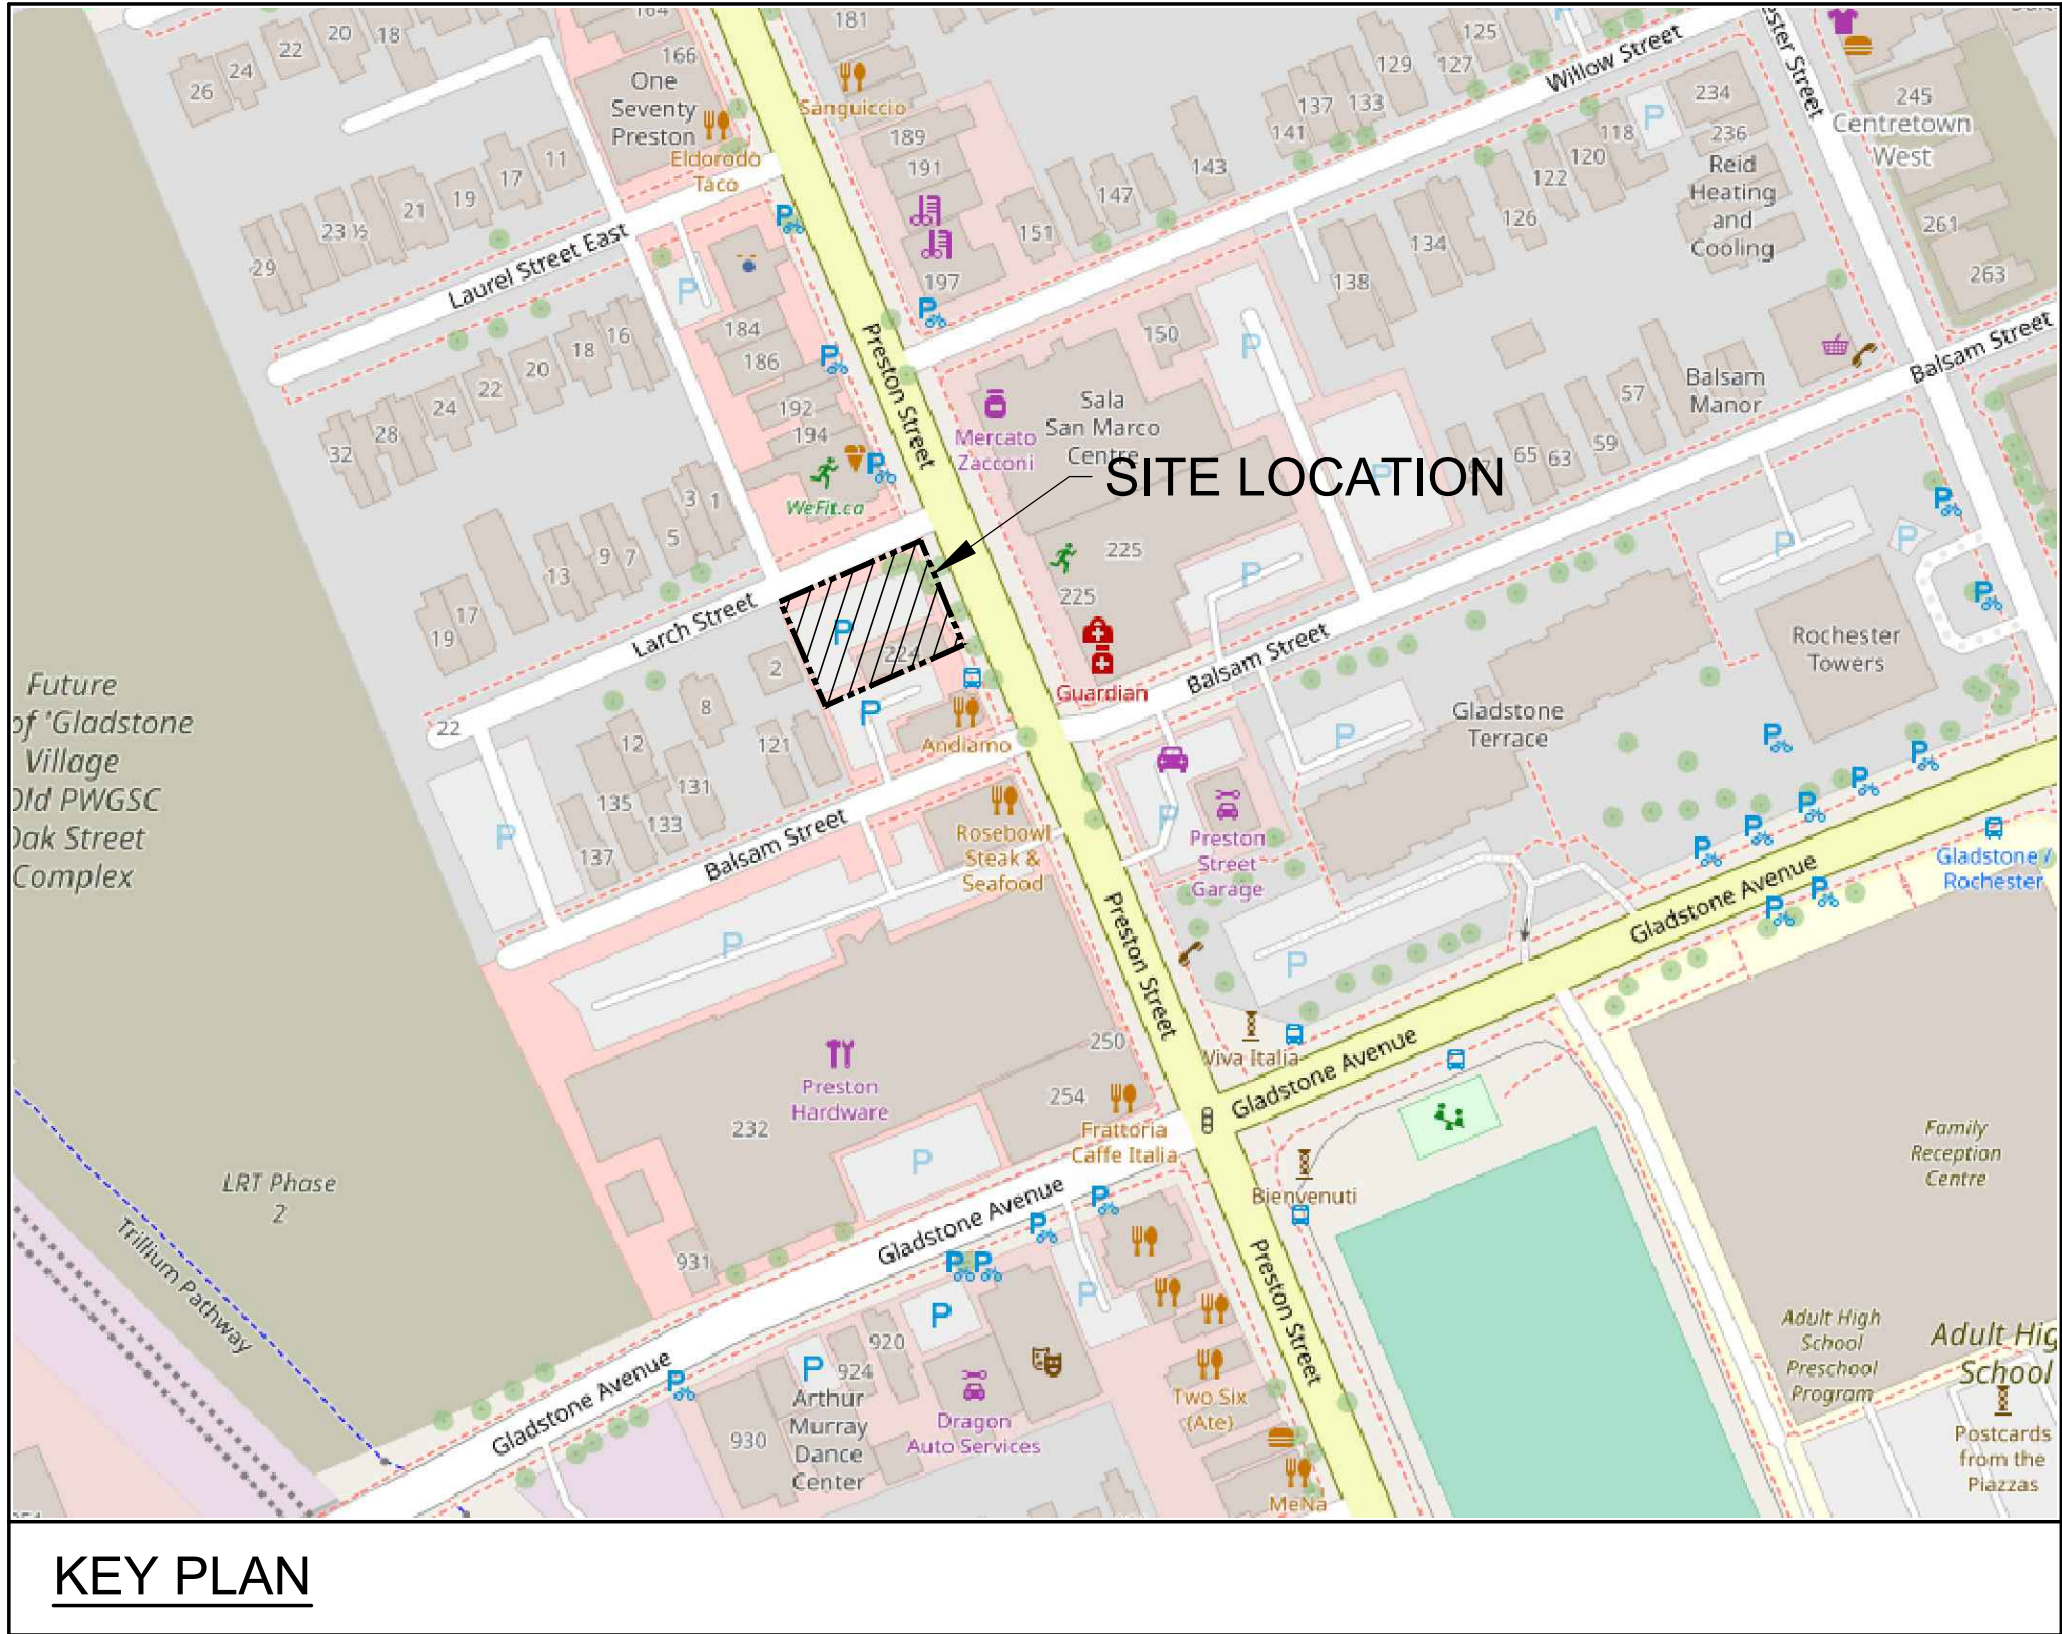 164
181
125
20
18
22
166
24
26
One
Seventy
Preston
Sanguiccio
129
127
Willow Street
234
245
Centretown
West
137
133
141
118
236
189
Eldorodo
Taco
11
17
19
21
23 ½
29
191
143
147
151
120
122
126
134
138
Reid
Heating
and
Cooling
261
263
Laurel Street East
P
197
184
186
16
18
20
22
24
28
32
150
P
Preston Street
192
194
Mercato
Zacconi
Sala
San Marco
Centre
57
Balsam
Manor
Balsam Street
SITE LOCATION
65
63
59
WeFit.ca
3
1
5
9
7
13
17
19
225
225
P
P
P
Larch Street
P
224
2
Guardian
Balsam Street
Rochester
Towers
Gladstone
Terrace
Future
of 'Gladstone
Village
Old PWGSC
Oak Street
Complex
22
8
12
121
131
135
133
137
P
P
Andiamo
P
P
Rosebowl
Steak &
Seafood
Balsam Street
Preston
Street
Garage
Gladstone /
Rochester
P
P
Preston Street
Gladstone Avenue
250
Viva Italia
Gladstone Avenue
Preston
Hardware
254
232
Frattoria
Caffe Italia
P
Family
Reception
Centre
LRT Phase
2
Trillium Pathway
Bienvenuti
Gladstone Avenue
931
Preston Street
P
P
920
924
P
930
Arthur
Murray
Dance
Center
Dragon
Auto Services
Two Six
(Ate)
MeNa
Gladstone Avenue
Adult High
School
Preschool
Program
Adult Hig
School
Postcards
from the
Piazzas
KEY PLAN